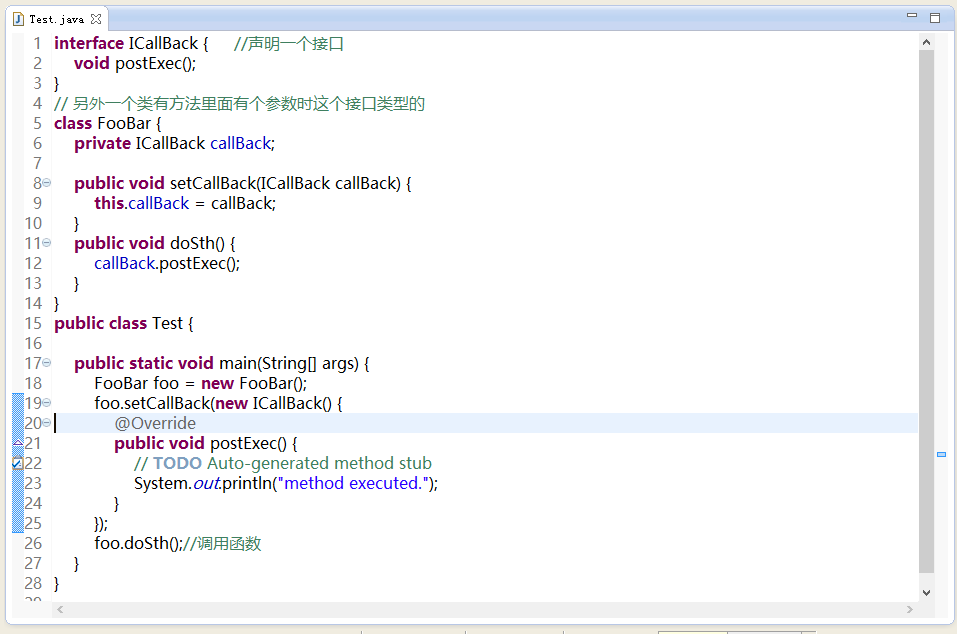 Test.java
1 interface ICallBack { //声明一个接口
2 void postExec();
3 }
4 // 另外一个类有方法里面有个参数时这个接口类型的
5 class FooBar {
6 private ICallBack callBack;
7
8 public void setCallBack(ICallBack callBack) {
9 this.callBack = callBack;
10 }
11 public void doSth() {
12 callBack.postExec();
13 }
14 }
15 public class Test {
16
17 public static void main(String[] args) {
18 FooBar foo = new FooBar();
19 foo.setCallBack(new ICallBack() {
20 @Override
21 public void postExec() {
22 // TODO Auto-generated method stub
23 System.out.println("method executed.");
24 }
25 });
26 foo.doSth();//调用函数
27 }
28 }